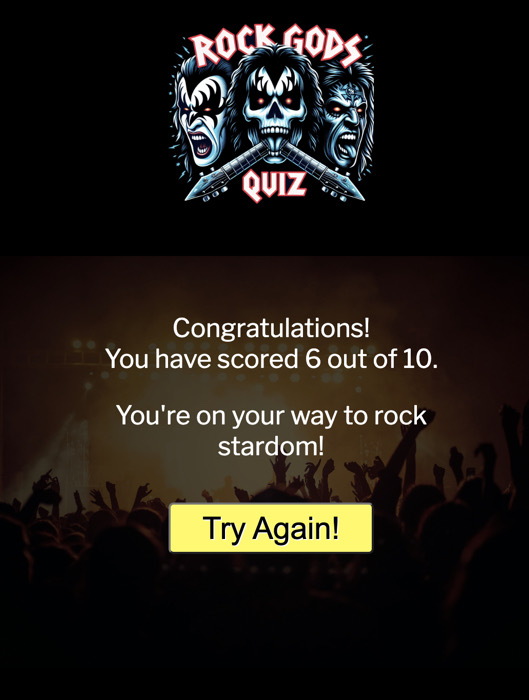 ROCK GODS
QUIZ
Congratulations!
You have scored 6 out of 10.
You're on your way to rock
stardom!
Try Again!